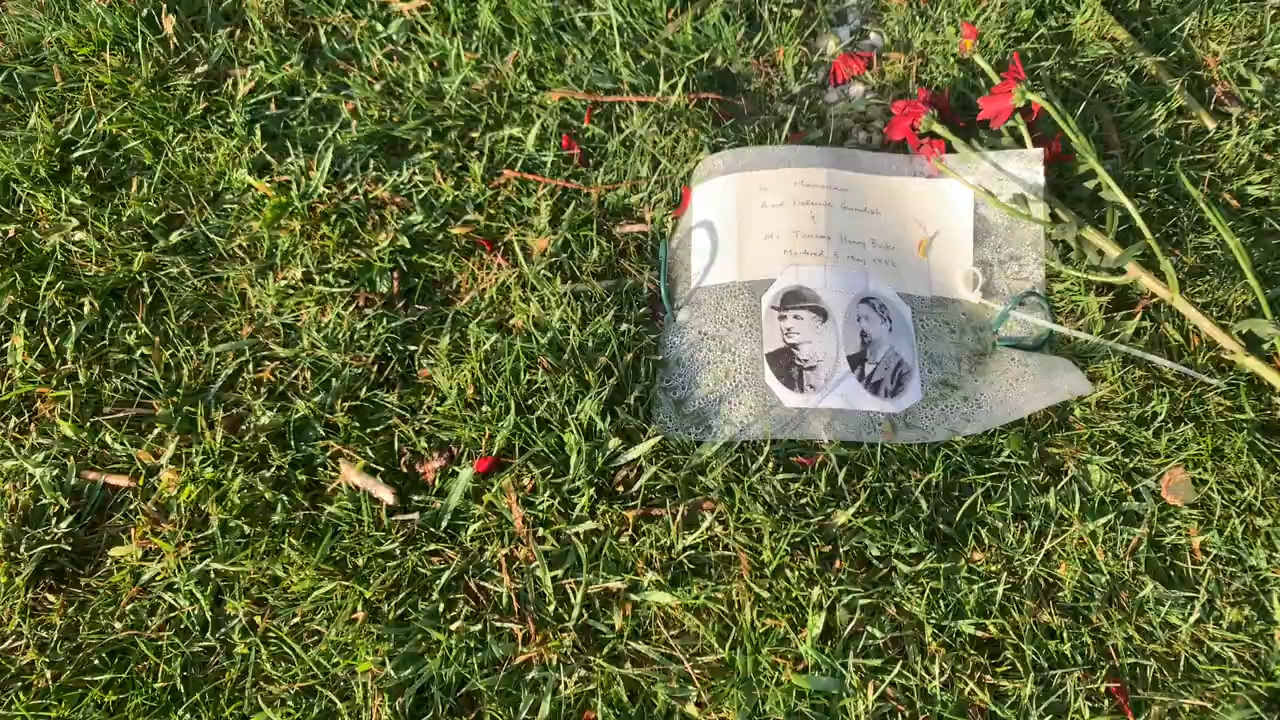 In Memoriam
Lord Frederick Cavendish
&
Mr Thomas Henry Burke
Murdered 6 May 1882